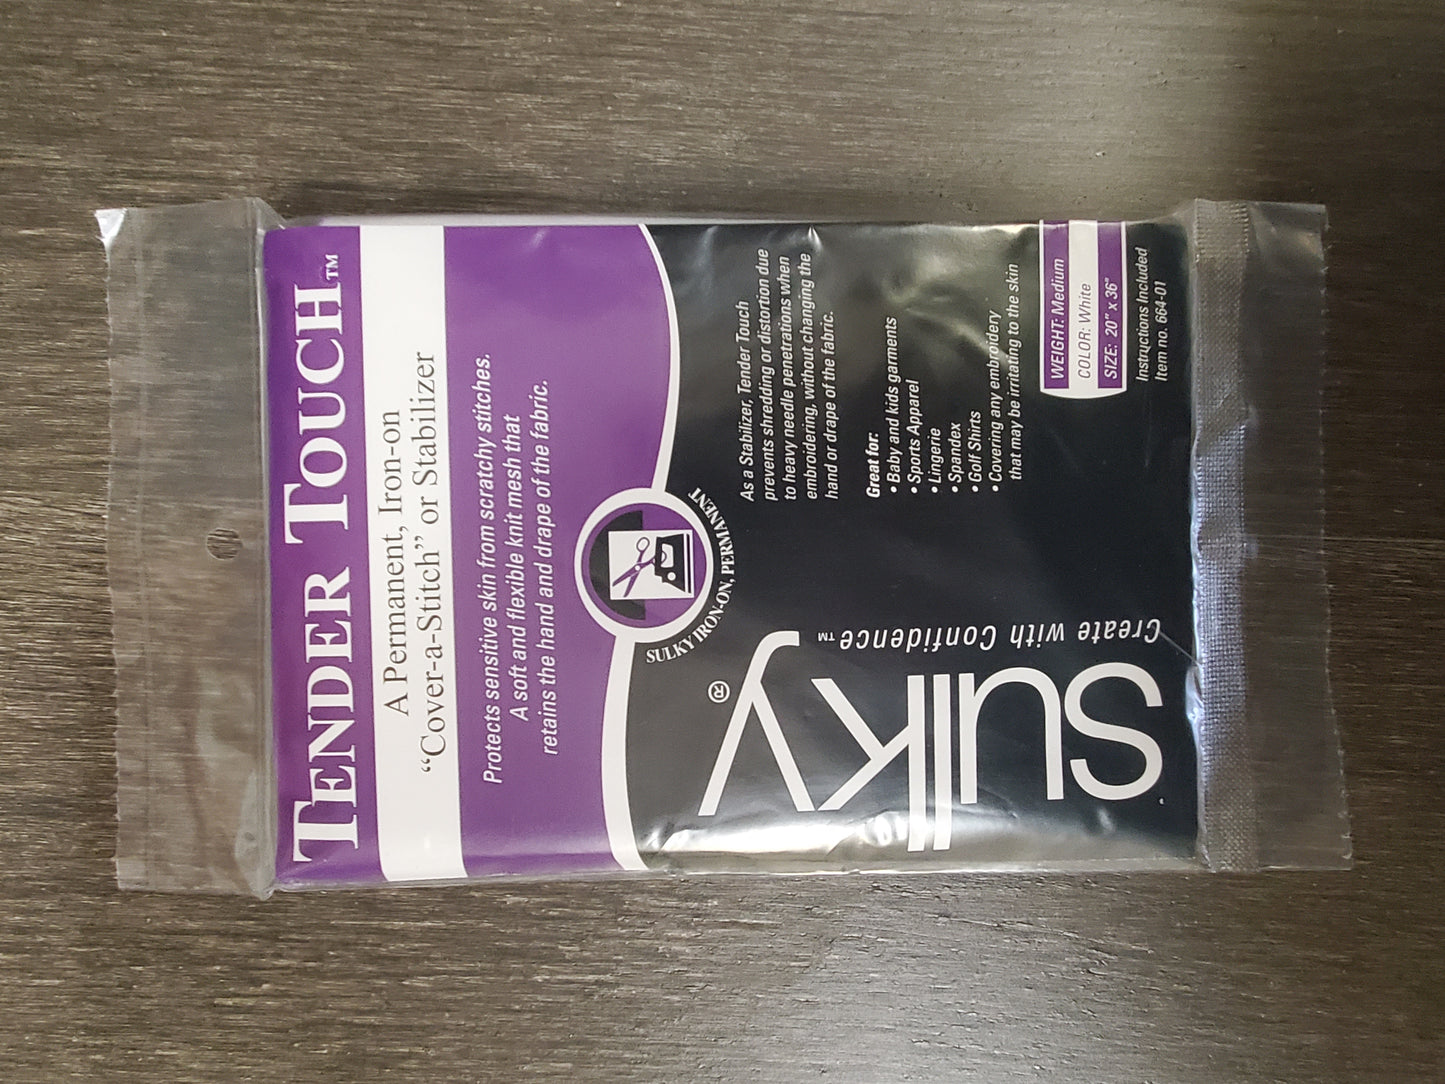 TENDER TOUCH™
A Permanent, Iron-on
“Cover-a-Stitch” or Stabilizer
Protects sensitive skin from scratchy stitches.
A soft and flexible knit mesh that
retains the hand and drape of the fabric.
SULKY IRON-ON, PERMANENT
As a Stabilizer, Tender Touch
prevents shredding or distortion due
to heavy needle penetrations when
embroidering, without changing the
hand or drape of the fabric.
Great for:
• Baby and kids garments
• Sports Apparel
• Lingerie
• Spandex
• Golf Shirts
• Covering any embroidery
that may be irritating to the skin
sulky®
Create with Confidence™
WEIGHT: Medium
COLOR: White
SIZE: 20" x 36"
Instructions Included
Item no. 664-01